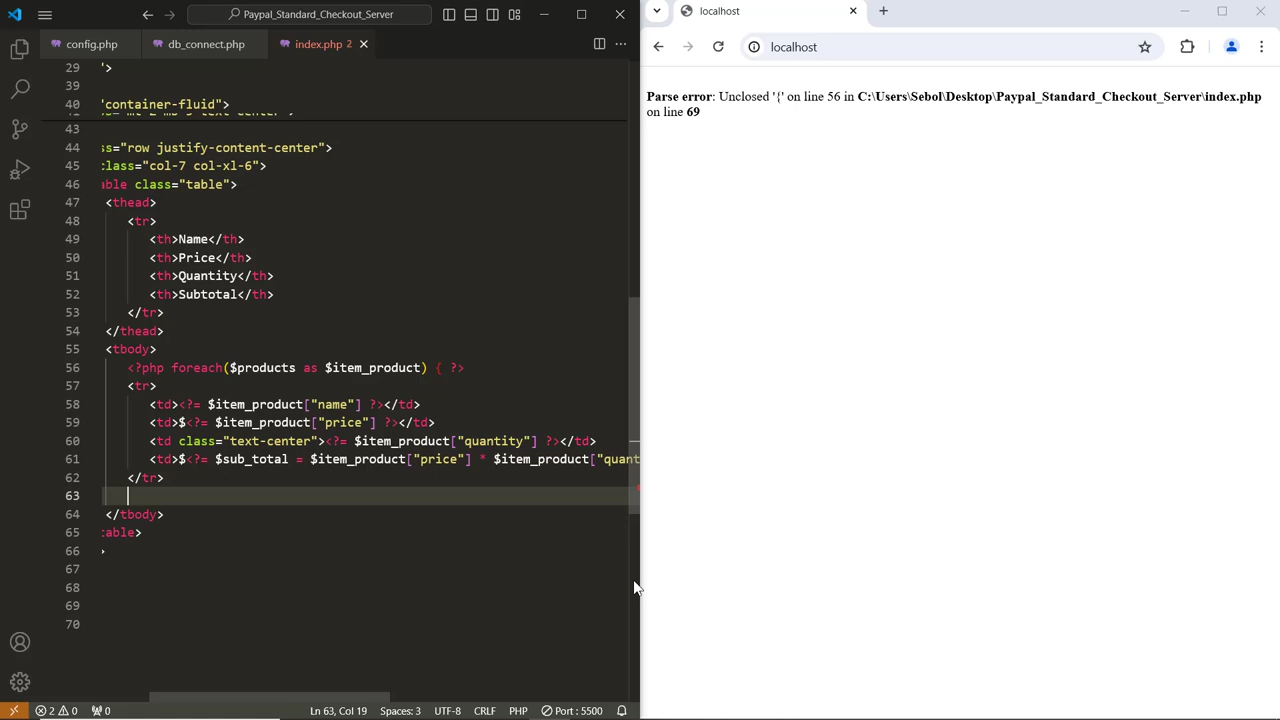 Paypal_Standard_Checkout_Server
config.php
db_connect.php
index.php 2
29 ">
39
40 "container-fluid">
43
44 ss="row justify-content-center">
45 class="col-7 col-xl-6">
46 able class="table">
47 <thead>
48 <tr>
49 <th>Name</th>
50 <th>Price</th>
51 <th>Quantity</th>
52 <th>Subtotal</th>
53 </tr>
54 </thead>
55 <tbody>
56 <?php foreach($products as $item_product) { ?>
57 <tr>
58 <td><?= $item_product["name"] ?></td>
59 <td>$<?= $item_product["price"] ?></td>
60 <td class="text-center"><?= $item_product["quantity"] ?></td>
61 <td>$<?= $sub_total = $item_product["price"] * $item_product["quant
62 </tr>
63
64 </tbody>
65 table>
66 >
67
68
69
70
2 0 0 Ln 63, Col 19 Spaces: 3 UTF-8 CRLF PHP Port : 5500
localhost
localhost
Parse error: Unclosed '{' on line 56 in C:\Users\Sebol\Desktop\Paypal_Standard_Checkout_Server\index.php
on line 69